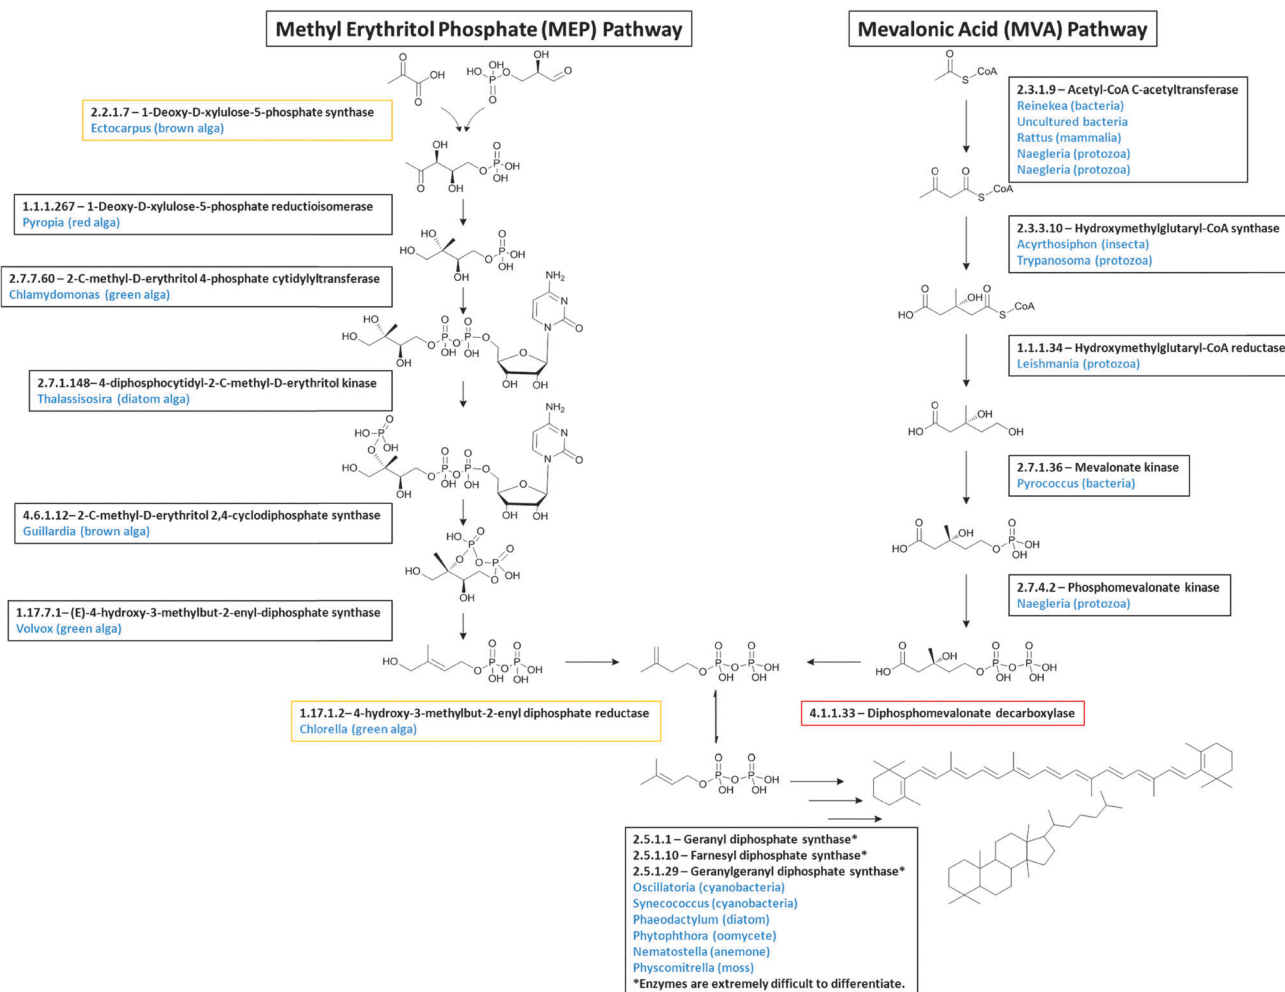 Methyl Erythritol Phosphate (MEP) Pathway
2.2.1.7 – 1-Deoxy-D-xylulose-5-phosphate synthase
Ectocarpus (brown alga)
1.1.1.267 – 1-Deoxy-D-xylulose-5-phosphate reductioisomerase
Pyropia (red alga)
2.7.7.60 – 2-C-methyl-D-erythritol 4-phosphate cytidylyltransferase
Chlamydomonas (green alga)
2.7.1.148– 4-diphosphocytidyl-2-C-methyl-D-erythritol kinase
Thalassisosira (diatom alga)
4.6.1.12– 2-C-methyl-D-erythritol 2,4-cyclodiphosphate synthase
Guillardia (brown alga)
1.17.7.1– (E)-4-hydroxy-3-methylbut-2-enyl-diphosphate synthase
Volvox (green alga)
1.17.1.2– 4-hydroxy-3-methylbut-2-enyl diphosphate reductase
Chlorella (green alga)
Mevalonic Acid (MVA) Pathway
2.3.1.9 – Acetyl-CoA C-acetyltransferase
Reinekea (bacteria)
Uncultured bacteria
Rattus (mammalia)
Naegleria (protozoa)
Naegleria (protozoa)
2.3.3.10 – Hydroxymethylglutaryl-CoA synthase
Acyrthosiphon (insecta)
Trypanosoma (protozoa)
1.1.1.34 – Hydroxymethylglutaryl-CoA reductase
Leishmania (protozoa)
2.7.1.36 – Mevalonate kinase
Pyrococcus (bacteria)
2.7.4.2 – Phosphomevalonate kinase
Naegleria (protozoa)
4.1.1.33 – Diphosphomevalonate decarboxylase
2.5.1.1 – Geranyl diphosphate synthase*
2.5.1.10 – Farnesyl diphosphate synthase*
2.5.1.29 – Geranylgeranyl diphosphate synthase*
Oscillatoria (cyanobacteria)
Synecococcus (cyanobacteria)
Phaeodactylum (diatom)
Phytophthora (oomycete)
Nematostella (anemone)
Physcomitrella (moss)
*Enzymes are extremely difficult to differentiate.